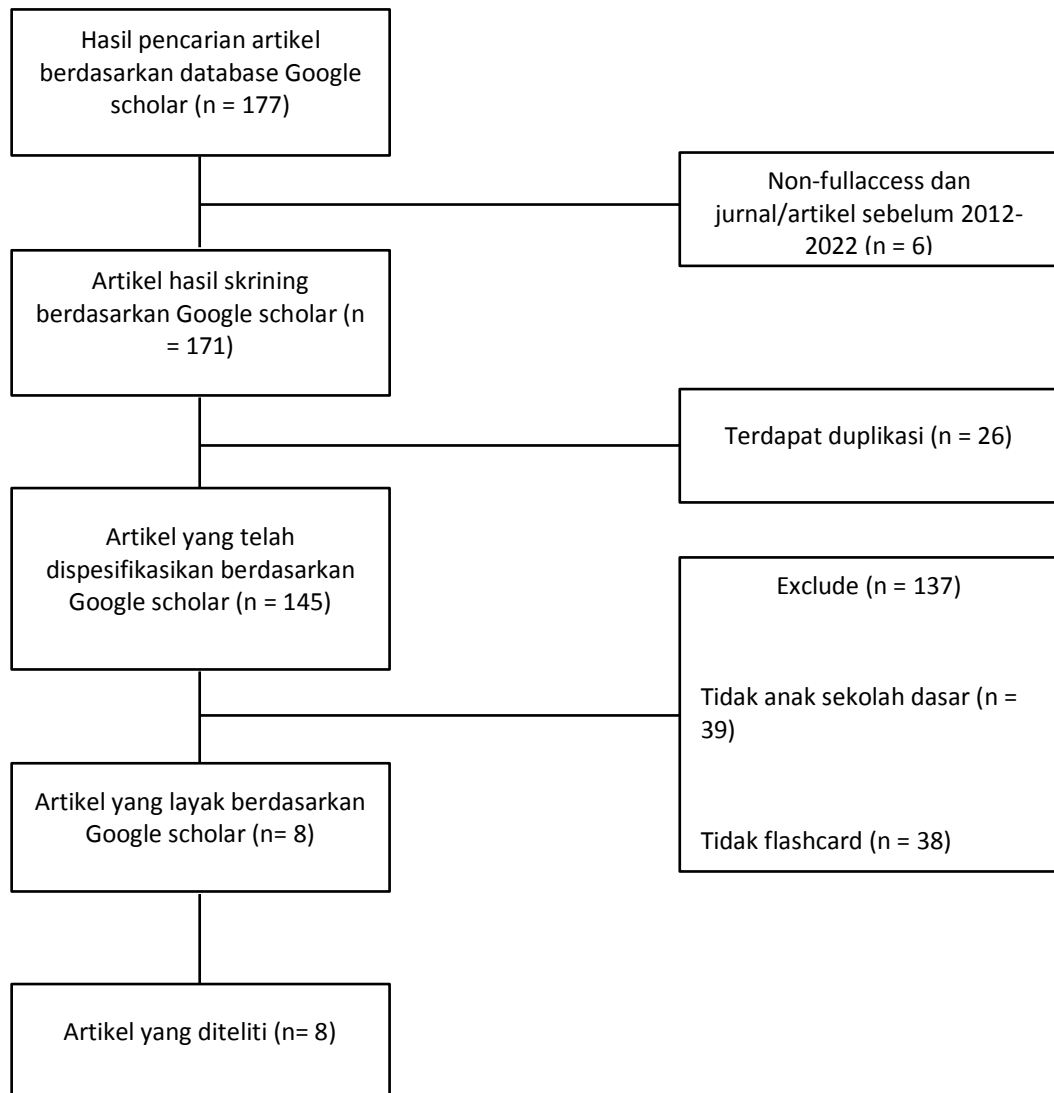 Hasil pencarian artikel
berdasarkan database Google
scholar (n = 177)
Non-fullaccess dan
jurnal/artikel sebelum 2012-
2022 (n = 6)
Artikel hasil skrining
berdasarkan Google scholar (n
= 171)
Terdapat duplikasi (n = 26)
Artikel yang telah
dispesifikasikan berdasarkan
Google scholar (n = 145)
Exclude (n = 137)
Tidak anak sekolah dasar (n =
39)
Tidak flashcard (n = 38)
Artikel yang layak berdasarkan
Google scholar (n= 8)
Artikel yang diteliti (n= 8)